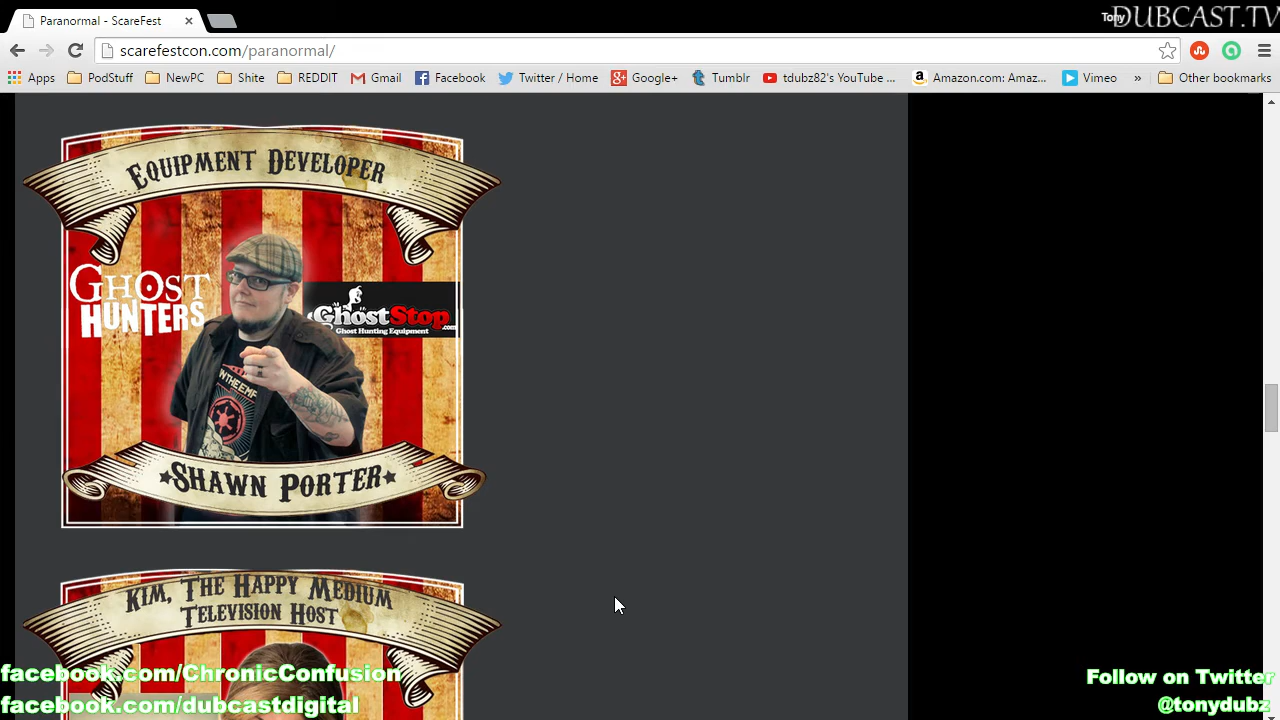 Paranormal - ScareFest
Tony
DUBCAST.TV
scarefestcon.com/paranormal/
Apps PodStuff NewPC Shite REDDIT Gmail Facebook Twitter / Home Google+ Tumblr tdubz82's YouTube ... Amazon.com: Amaz... Vimeo » Other bookmarks
EQUIPMENT DEVELOPER
GHOST
HUNTERS
GhostStop.com
Ghost Hunting Equipment
SHAWN PORTER
KIM, THE HAPPY MEDIUM
TELEVISION HOST
facebook.com/ChronicConfusion
facebook.com/dubcastdigital
Follow on Twitter
@tonydubz